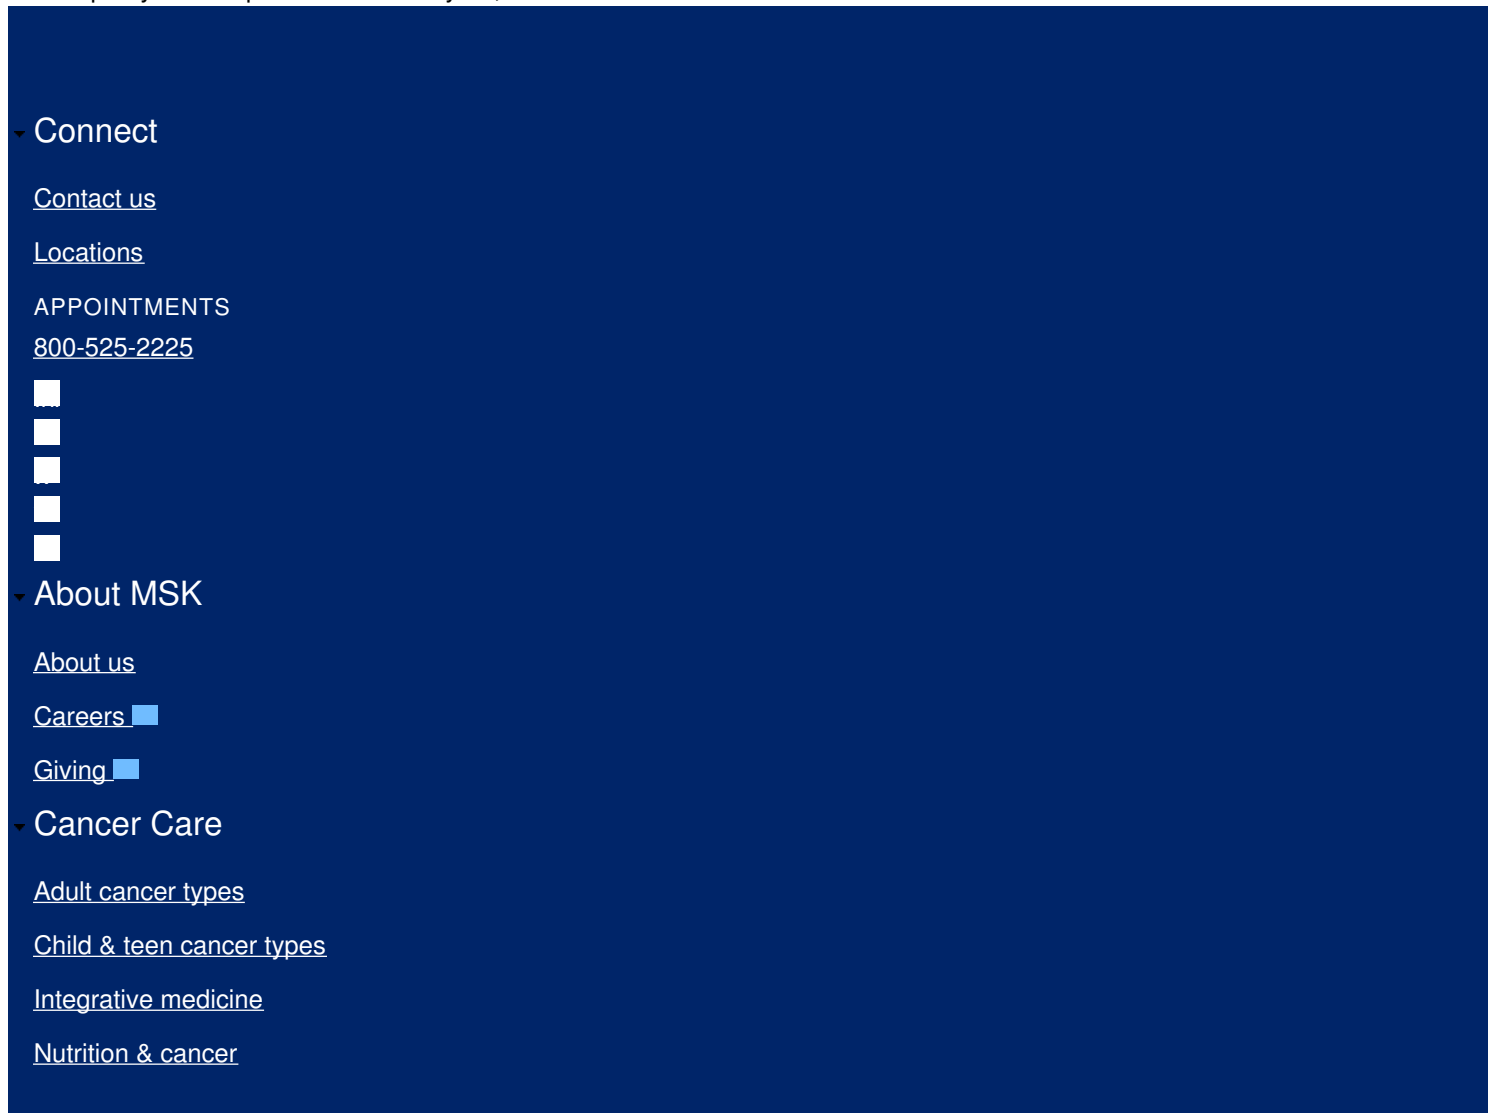 Connect
Contact us
Locations
APPOINTMENTS
800-525-2225
About MSK
About us
Careers
Giving
Cancer Care
Adult cancer types
Child & teen cancer types
Integrative medicine
Nutrition & cancer